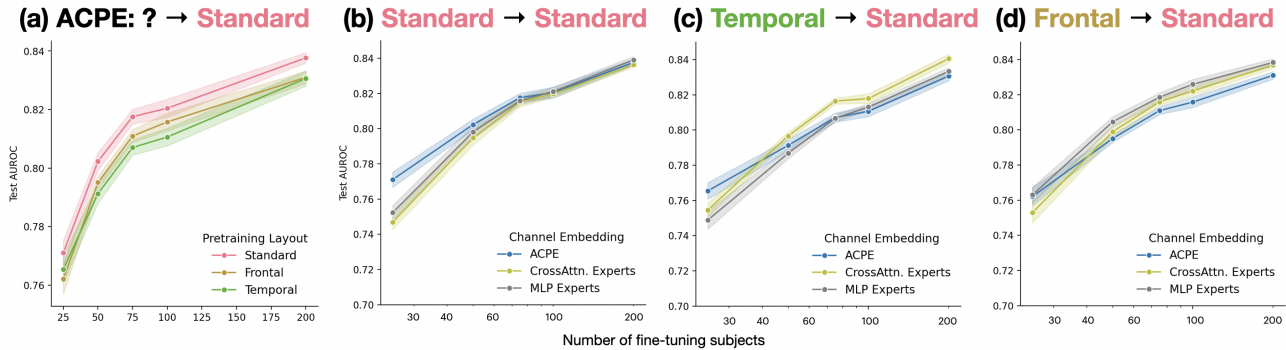 (a) ACPE: ? → Standard
0.84
0.82
0.80
0.78
0.76
Test AUROC
Pretraining Layout
Standard
Frontal
Temporal
25 50 75 100 125 150 175 200
(b) Standard → Standard
0.84
0.82
0.80
0.78
0.76
0.74
0.72
0.70
Test AUROC
Channel Embedding
ACPE
CrossAttn. Experts
MLP Experts
30 40 60 100 200
(c) Temporal → Standard
0.84
0.82
0.80
0.78
0.76
0.74
0.72
0.70
Channel Embedding
ACPE
CrossAttn. Experts
MLP Experts
30 40 60 100 200
(d) Frontal → Standard
0.84
0.82
0.80
0.78
0.76
0.74
0.72
0.70
Channel Embedding
ACPE
CrossAttn. Experts
MLP Experts
30 40 60 100 200
Number of fine-tuning subjects